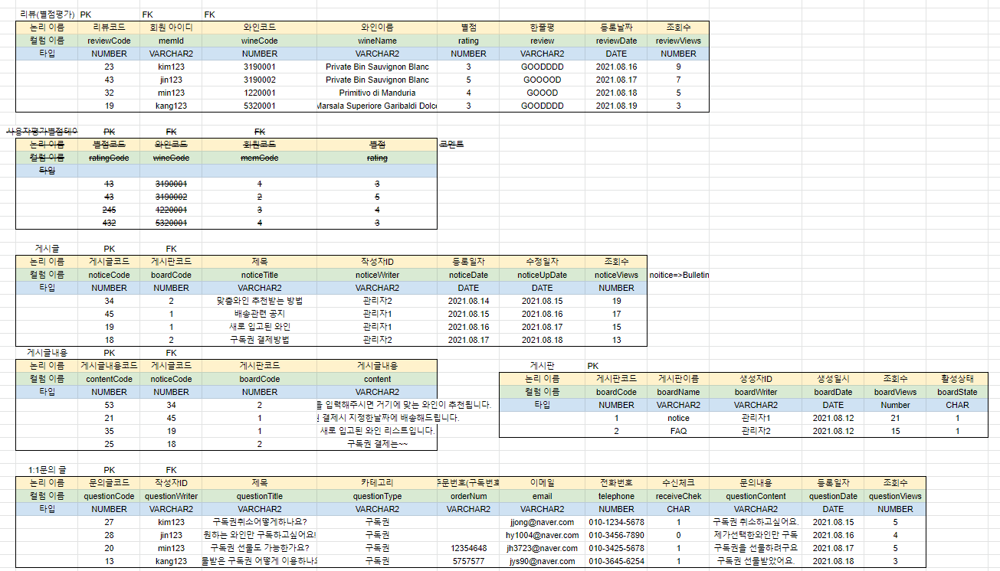 리뷰(별점평가) PK FK FK
논리 이름 리뷰코드 회원 아이디 와인코드 와인이름 별점 한줄평 등록날짜 조회수
컬럼 이름 reviewCode memId wineCode wineName rating review reviewDate reviewViews
타입 NUMBER VARCHAR2 NUMBER VARCHAR2 NUMBER VARCHAR2 DATE NUMBER
23 kim123 3190001 Private Bin Sauvignon Blanc 3 GOODDDD 2021.08.16 9
43 jin123 3190002 Private Bin Sauvignon Blanc 5 GOOOOD 2021.08.17 7
32 min123 1220001 Primitivo di Manduria 4 GOOOD 2021.08.18 5
19 kang123 5320001 Marsala Superiore Garibaldi Dolce 3 GOODDDD 2021.08.19 3
사용자평가별점테이 PK FK FK
논리 이름 별점코드 와인코드 회원코드 별점 코멘트
컬럼 이름 ratingCode wineCode memCode rating
타입
13 3190001 1 3
43 3190002 2 5
245 1220001 3 4
432 5320001 4 3
게시글 PK FK
논리 이름 게시글코드 게시판코드 제목 작성자ID 등록일자 수정일자 조회수
컬럼 이름 noticeCode boardCode noticeTitle noticeWriter noticeDate noticeUpDate noticeViews noitice=>Bulletin
타입 NUMBER NUMBER VARCHAR2 VARCHAR2 DATE DATE NUMBER
34 2 맞춤와인 추천받는 방법 관리자2 2021.08.14 2021.08.15 19
45 1 배송관련 공지 관리자1 2021.08.15 2021.08.16 17
19 1 새로 입고된 와인 관리자1 2021.08.16 2021.08.17 15
18 2 구독권 결제방법 관리자2 2021.08.17 2021.08.18 13
게시글내용 PK FK
논리 이름 게시글내용코드 게시글코드 게시판코드 게시글내용
컬럼 이름 contentCode noticeCode boardCode content
타입 NUMBER NUMBER NUMBER VARCHAR2
53 34 2 을 입력해주시면 거기에 맞는 와인이 추천됩니다.
21 45 1 결제시 지정한날짜에 배송해드립니다.
35 19 1 새로 입고된 와인 리스트입니다.
25 18 2 구독권 결제는~~
게시판 PK
논리 이름 게시판코드 게시판이름 생성자ID 생성일시 조회수 활성상태
컬럼 이름 boardCode boardName boardWriter boardDate boardViews boardState
타입 NUMBER VARCHAR2 VARCHAR2 DATE Number CHAR
1 notice 관리자1 2021.08.12 21 1
2 FAQ 관리자2 2021.08.12 15 1
1:1문의 글 PK FK
논리 이름 문의글코드 작성자ID 제목 카테고리 주문번호(구독번호 이메일 전화번호 수신체크 문의내용 등록일자 조회수
컬럼 이름 questionCode questionWriter questionTitle questionType orderNum email telephone receiveChek questionContent questionDate questionViews
타입 NUMBER VARCHAR2 VARCHAR2 VARCHAR2 VARCHAR2 VARCHAR2 NUMBER CHAR VARCHAR2 DATE NUMBER
27 kim123 구독권취소어떻게하나요? 구독권 jjong@naver.com 010-1234-5678 1 구독권 취소하고싶어요. 2021.08.15 5
28 jin123 원하는 와인만 구독하고싶어요! 구독권 hy1004@naver.com 010-3456-7890 0 제가선택한와인만 구독 2021.08.16 4
20 min123 구독권 선물도 가능한가요? 구독권 12354648 jh3723@naver.com 010-3425-5678 1 구독권을 선물하려구요 2021.08.17 5
13 kang123 물받은 구독권 어떻게 이용하나요 구독권 5757577 jys90@naver.com 010-3645-6254 1 구독권 선물받았어요. 2021.08.18 3